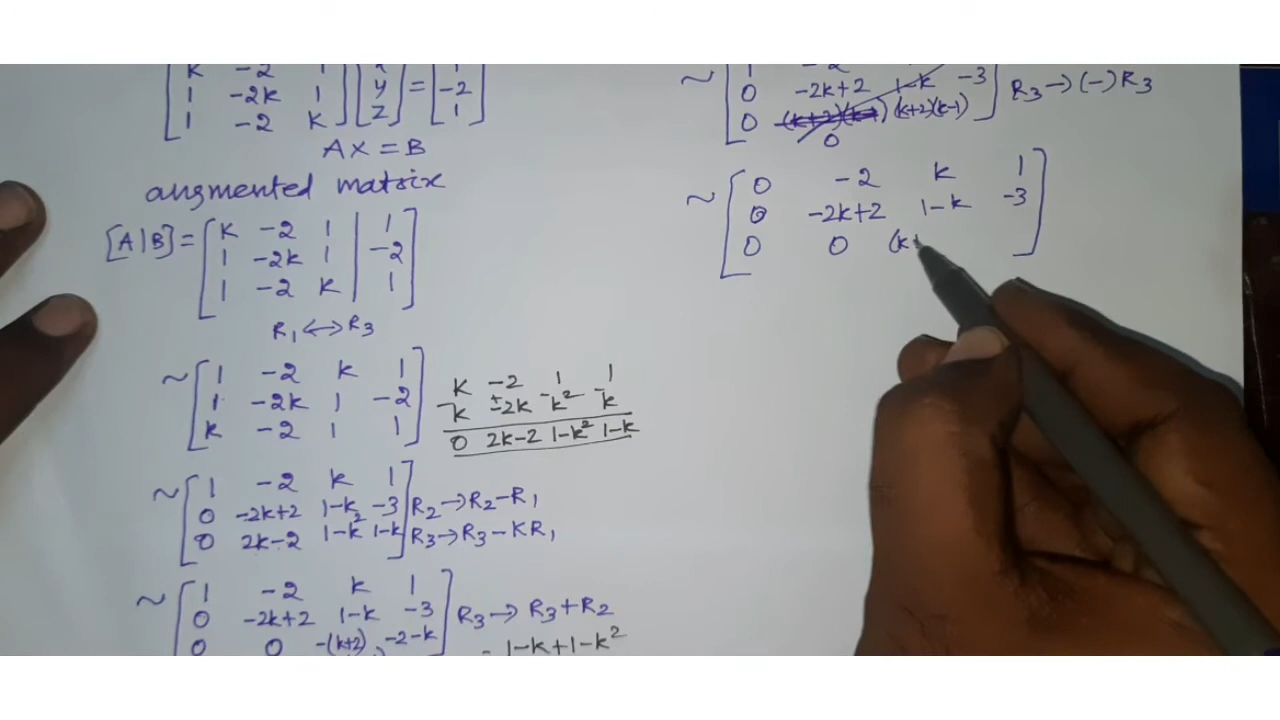 K -2 1
1 -2k 1 y = -2
1 -2 k z 1
AX = B
augmented matrix
[A|B] = K -2 1 1
1 -2k 1 -2
1 -2 k 1
R₁ ↔ R₃
~ 1 -2 k 1
1 -2k 1 -2
k -2 1 1
K -2 1 1
-k ±2k -k² -k
0 2k-2 1-k² 1-k
~ 1 -2 k 1
0 -2k+2 1-k -3 R₂→R₂-R₁
0 2k-2 1-k² 1-k R₃→R₃-KR₁
~ 1 -2 k 1
0 -2k+2 1-k -3 R₃→ R₃+R₂
0 0 -(k+2) -2-k
1-k+1-k²
~
0 -2k+2 1-k -3 R₃→(-)R₃
0 (k+2)(k-1) (k+2)(k-1)
0
~ 0 -2 k 1
0 -2k+2 1-k -3
0 0 (k+